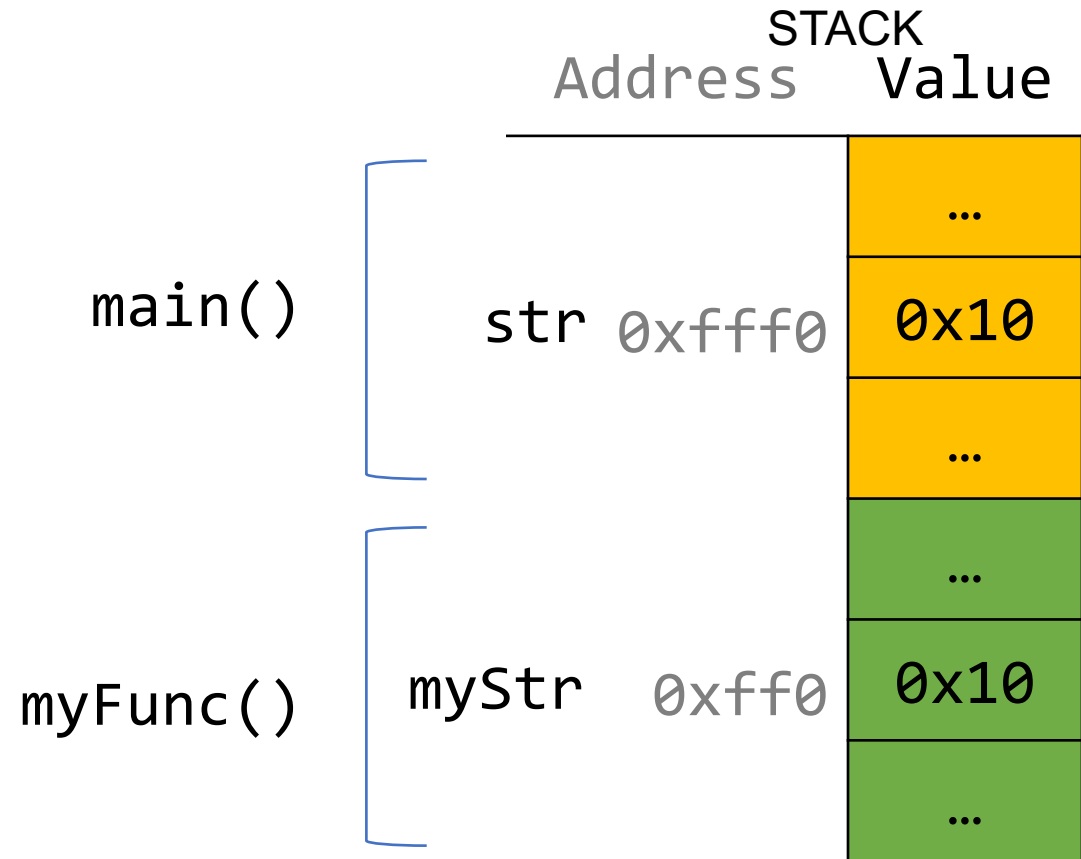 STACK
Address Value
…
main() str 0xfff0 0x10
…
…
myFunc() myStr 0xff0 0x10
…